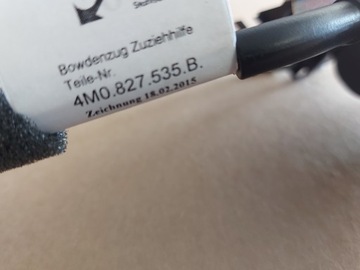 Bowdenzug Zuziehhilfe
Teile-Nr.
4M0.827.535.B.
Zeichnung 18.02.2015